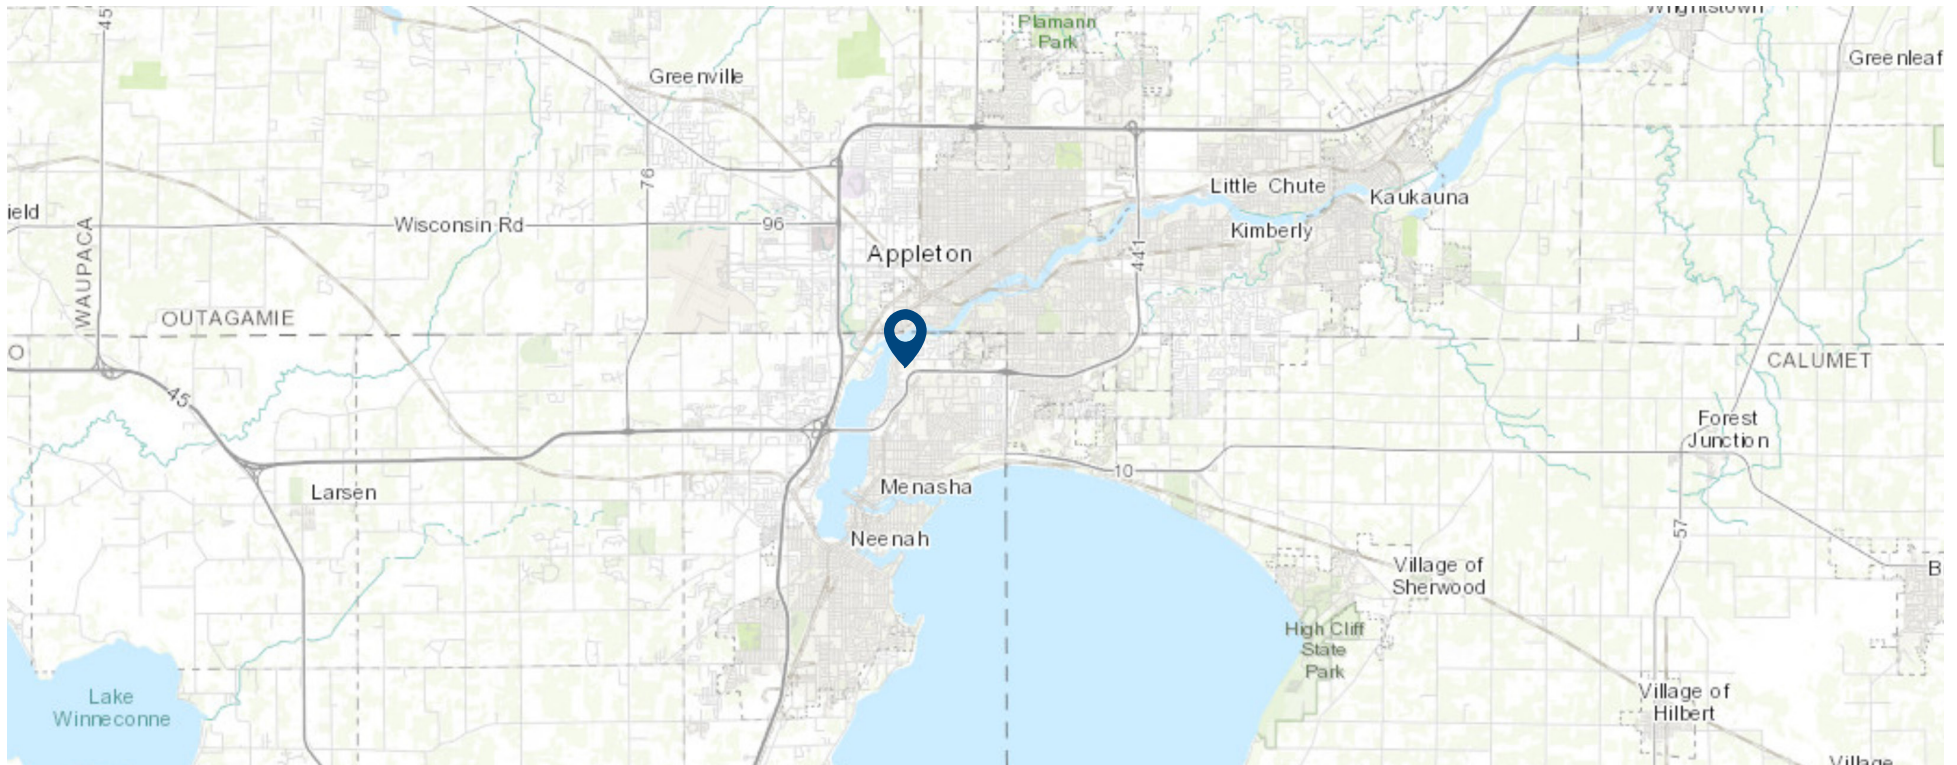 Wrightstown
Plamann
Park
45
Greenville
Greenleaf
76
Little Chute
Kaukauna
ield
WAUPACA
Wisconsin Rd
96
Kimberly
Appleton
441
OUTAGAMIE
O
CALUMET
45
Forest
Junction
10
Larsen
Menasha
Neenah
57
Village of
Sherwood
B
High Cliff
State
Park
Lake
Winneconne
Village of
Hilbert
Village